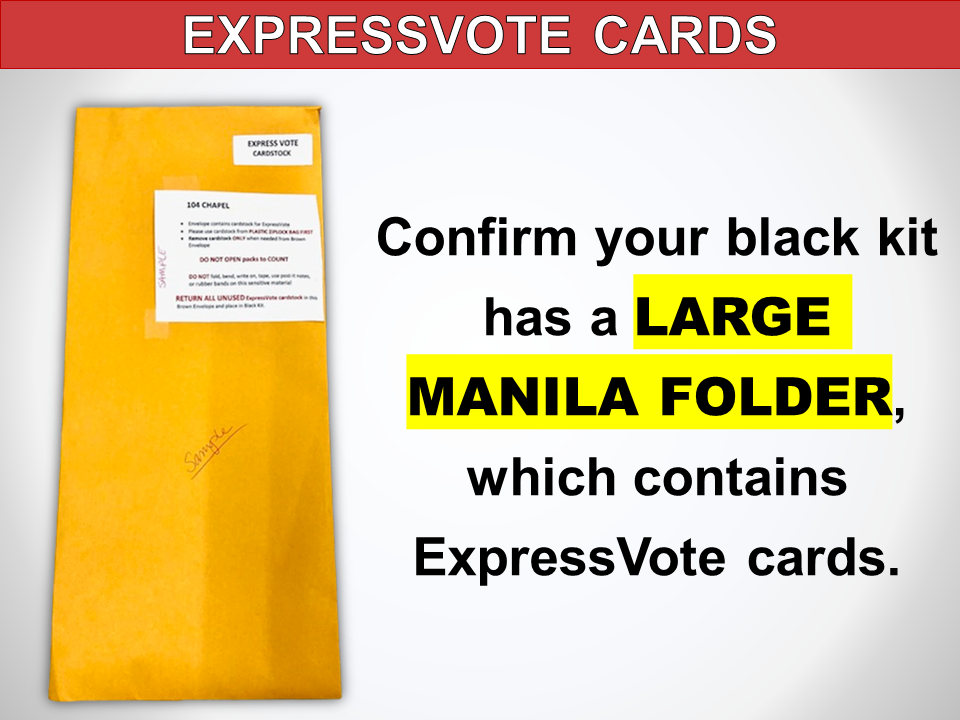 EXPRESSVOTE CARDS
EXPRESS VOTE
CARDSTOCK
104 CHAPEL
• Envelope contains cardstock for ExpressVote
• Please use cardstock from PLASTIC ZIPLOCK BAG FIRST
• Remove cardstock ONLY when needed from Brown
Envelope
DO NOT OPEN packs to COUNT
DO NOT fold, bend, write on, tape, use post-it notes,
or rubber bands on this sensitive material
RETURN ALL UNUSED ExpressVote cardstock in this
Brown Envelope and place in Black Kit.
SAMPLE
Sample
Confirm your black kit
has a LARGE
MANILA FOLDER,
which contains
ExpressVote cards.